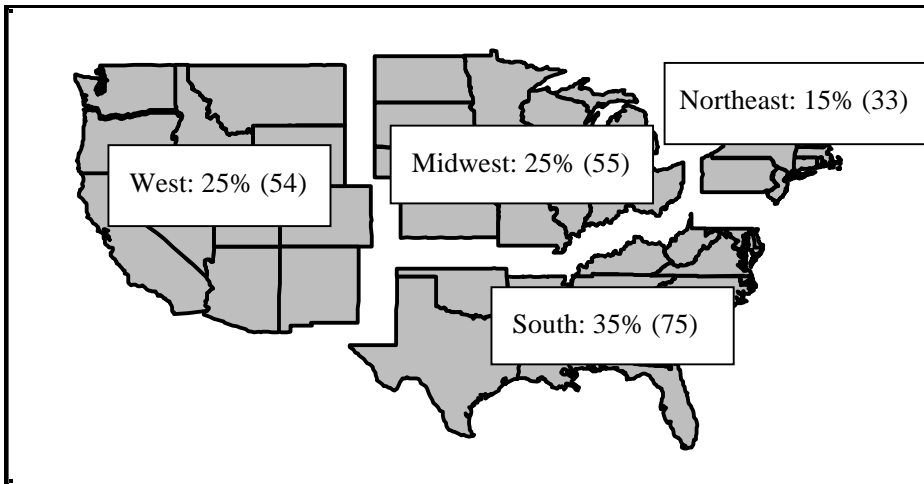 Northeast: 15% (33)
Midwest: 25% (55)
West: 25% (54)
South: 35% (75)